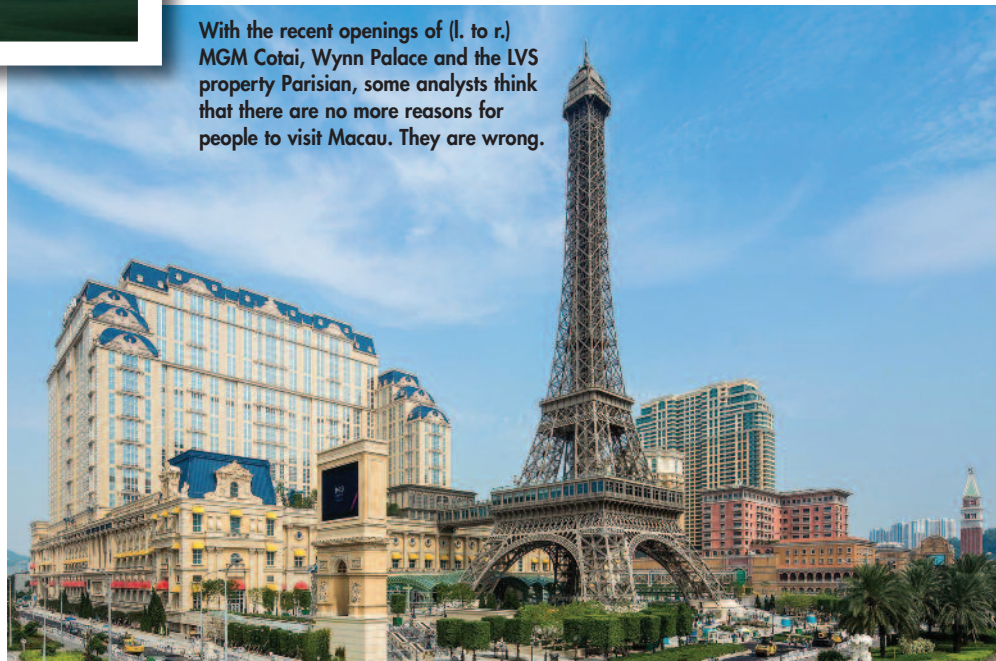 With the recent openings of (l. to r.)
MGM Cotai, Wynn Palace and the LVS
property Parisian, some analysts think
that there are no more reasons for
people to visit Macau. They are wrong.